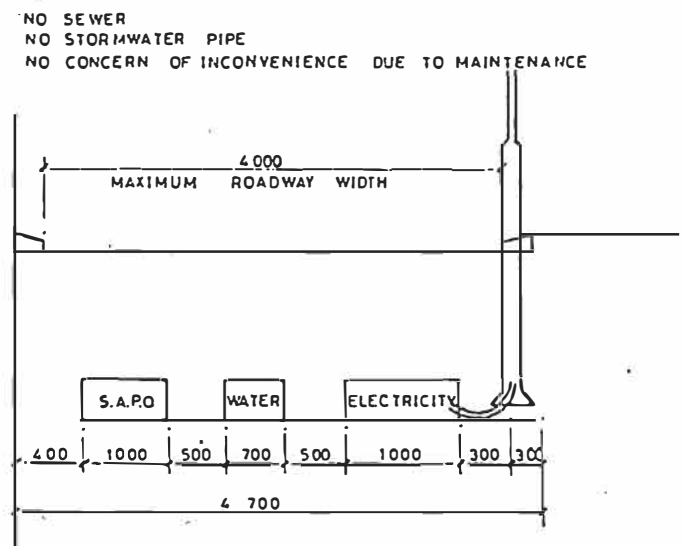 NO SEWER
NO STORMWATER PIPE
NO CONCERN OF INCONVENIENCE DUE TO MAINTENANCE
4 000
MAXIMUM ROADWAY WIDTH
S.A.P.O WATER ELECTRICITY
400 1000 500 700 500 1000 300 300
4 700